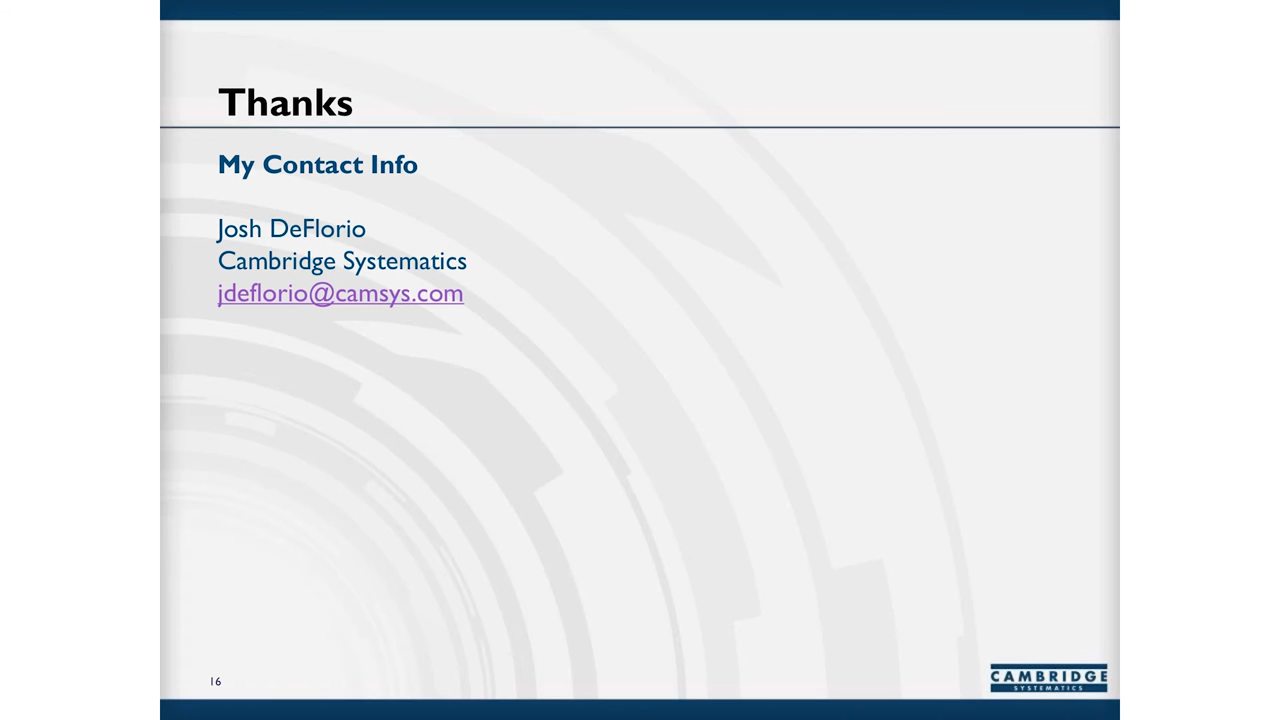 Thanks
My Contact Info
Josh DeFlorio
Cambridge Systematics
jdeflorio@camsys.com
16
CAMBRIDGE
SYSTEMATICS